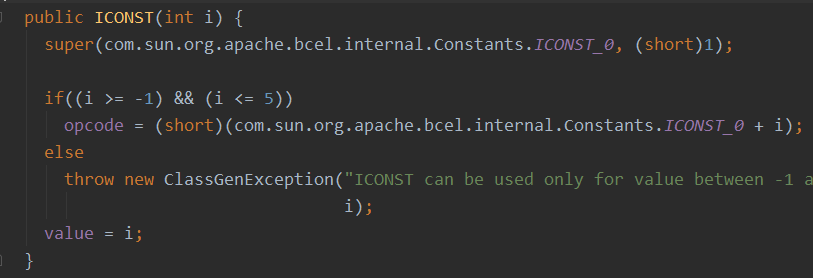 public ICONST(int i) {
super(com.sun.org.apache.bcel.internal.Constants.ICONST_0, (short)1);
if((i >= -1) && (i <= 5))
opcode = (short)(com.sun.org.apache.bcel.internal.Constants.ICONST_0 + i);
else
throw new ClassGenException("ICONST can be used only for value between -1 a
i);
value = i;
}